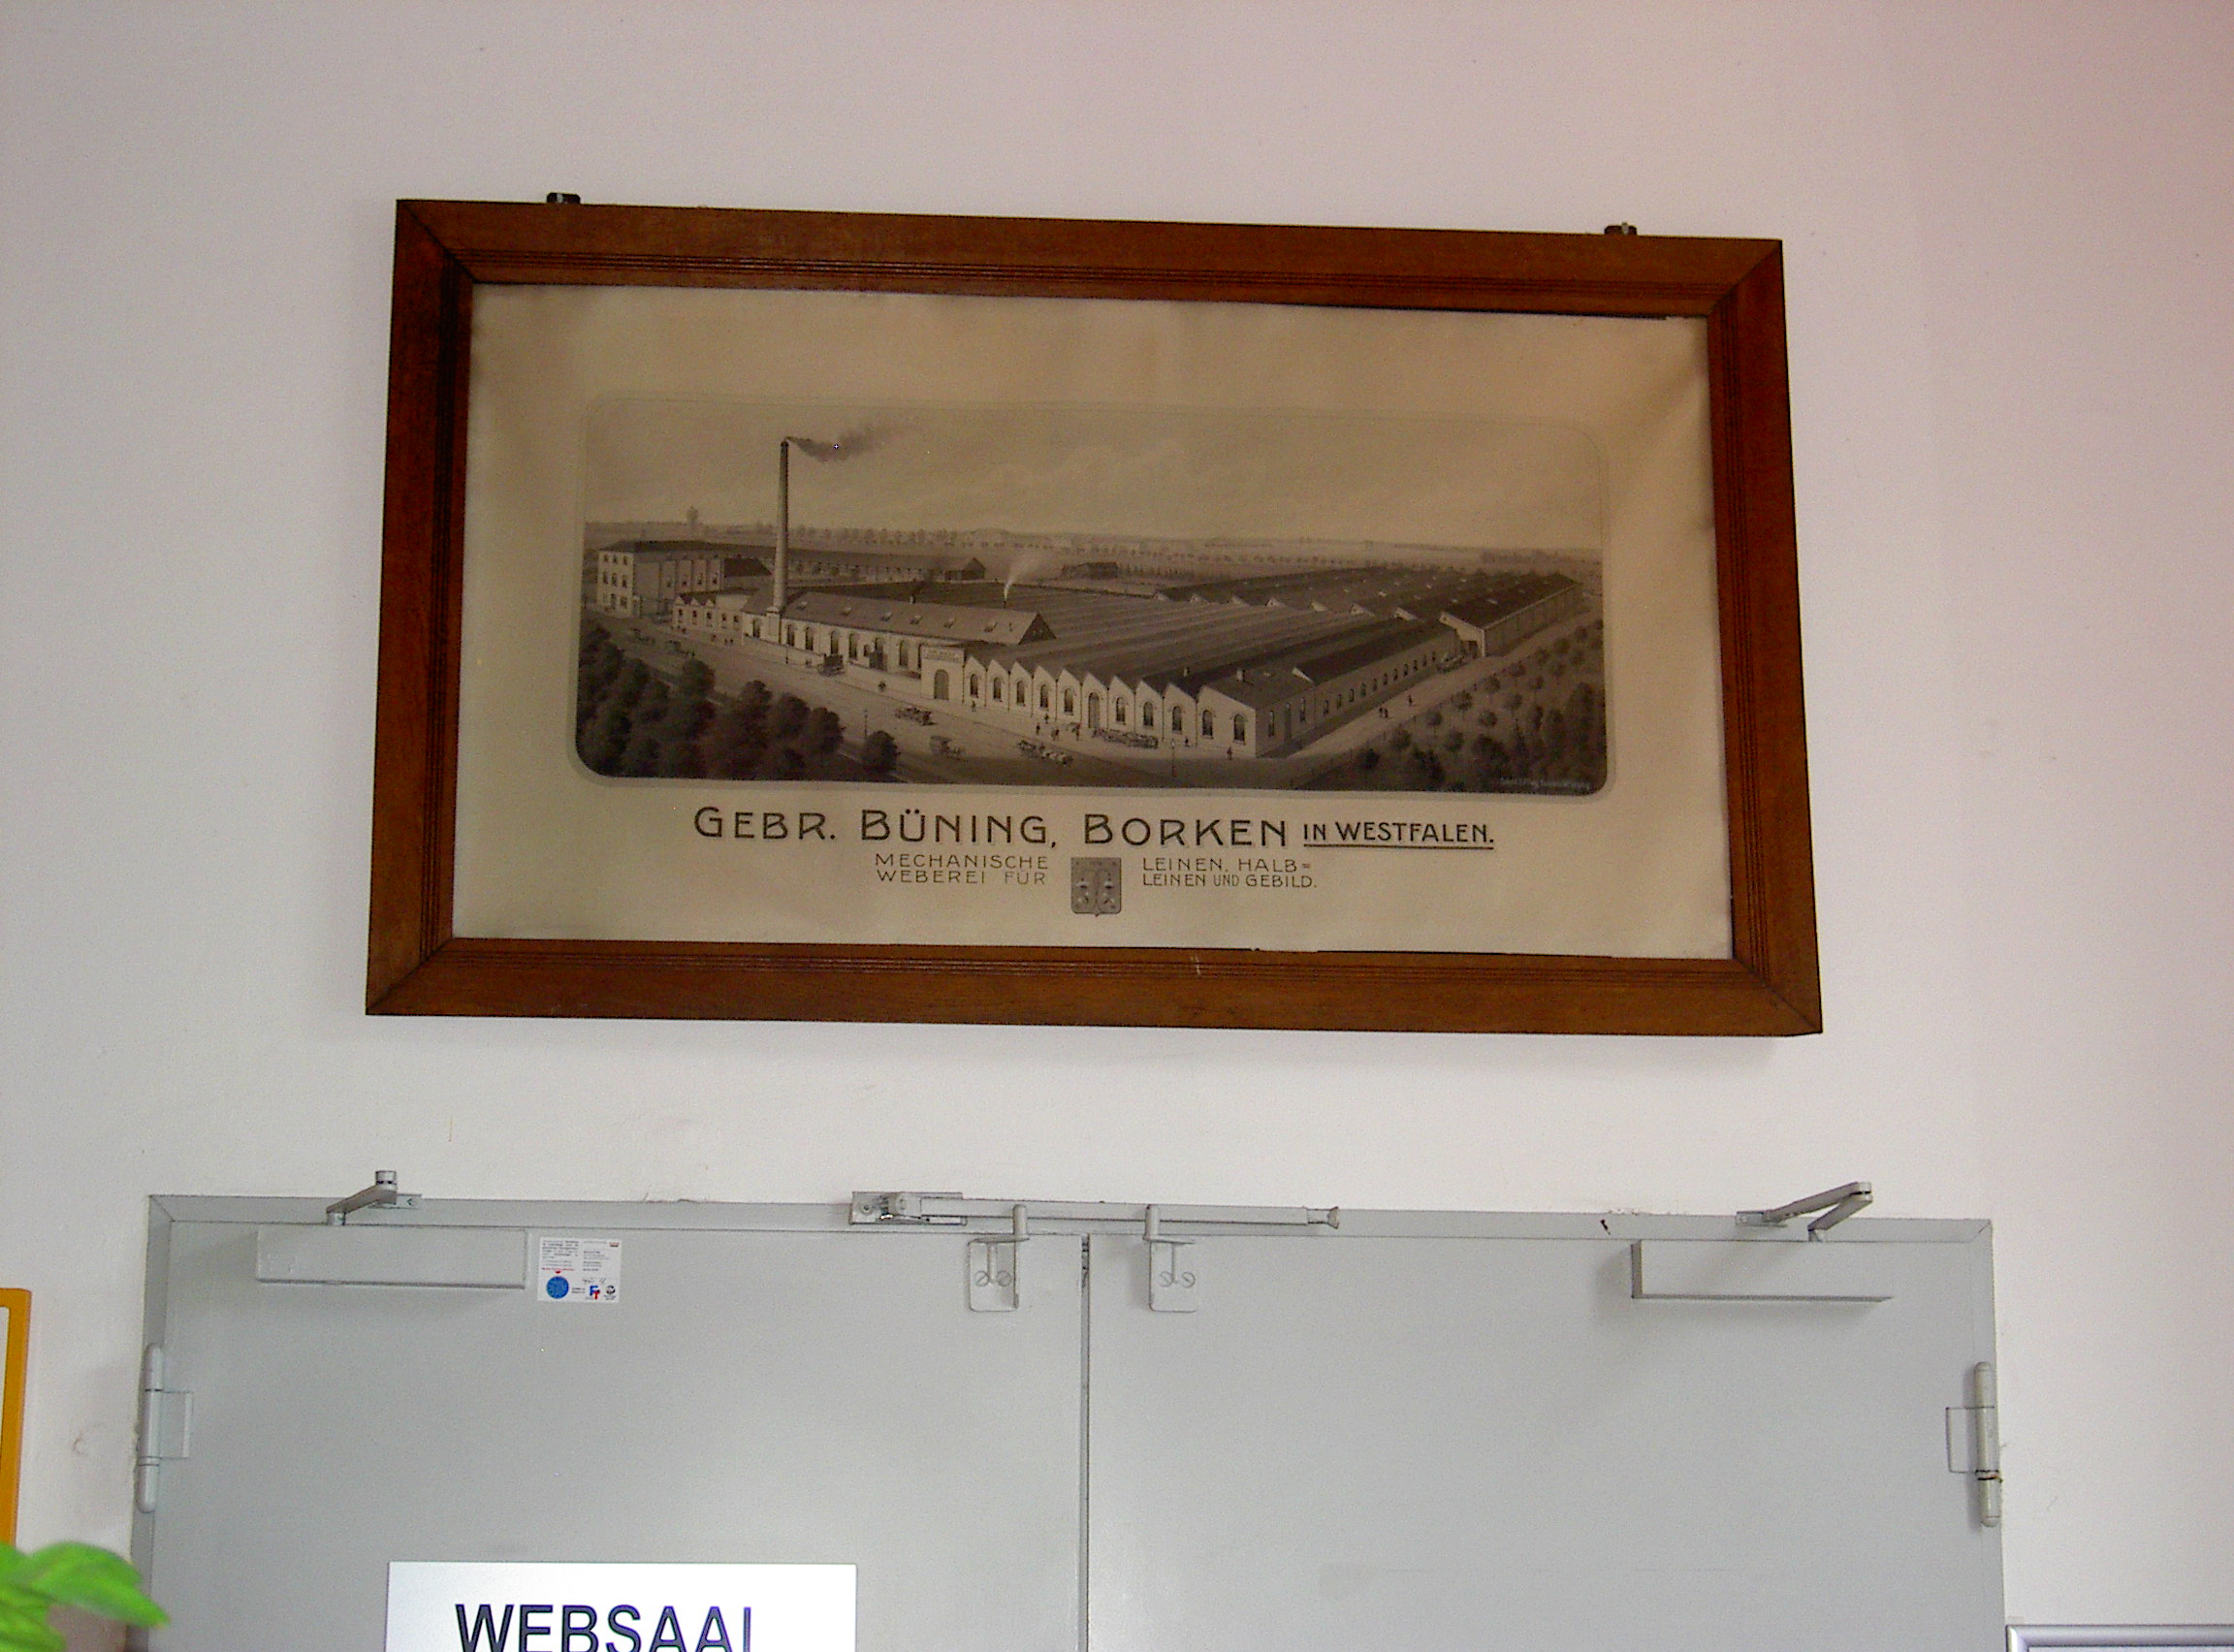 GEBR. BÜNING, BORKEN IN WESTFALEN.
MECHANISCHE
WEBEREI FÜR
LEINEN, HALB=
LEINEN UND GEBILD.
WEBSAAL